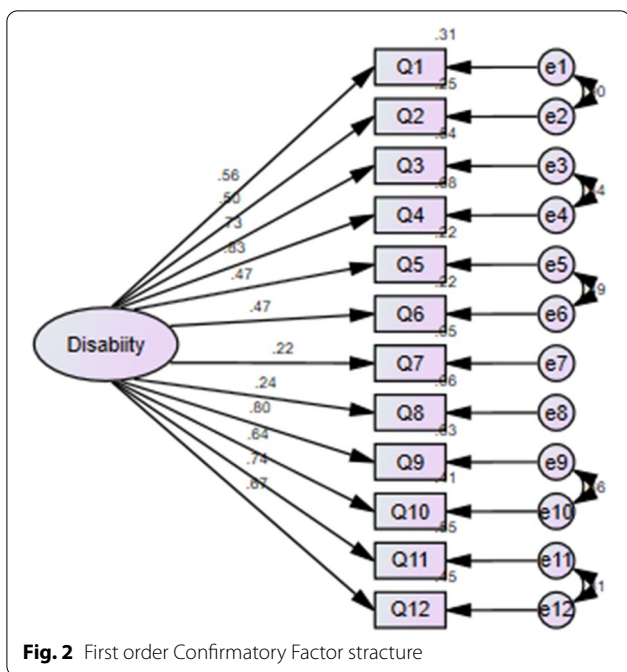 .31
Q1
e1
.25
Q2
e2
.54
Q3
e3
.68
Q4
e4
.22
Q5
e5
.22
Q6
e6
.05
Q7
e7
.06
Q8
e8
.63
Q9
e9
.41
Q10
e10
.55
Q11
e11
.45
Q12
e12
.56
.50
.73
.83
.47
.47
.22
.24
.80
.64
.74
.67
Disabiity
Fig. 2 First order Confirmatory Factor stracture